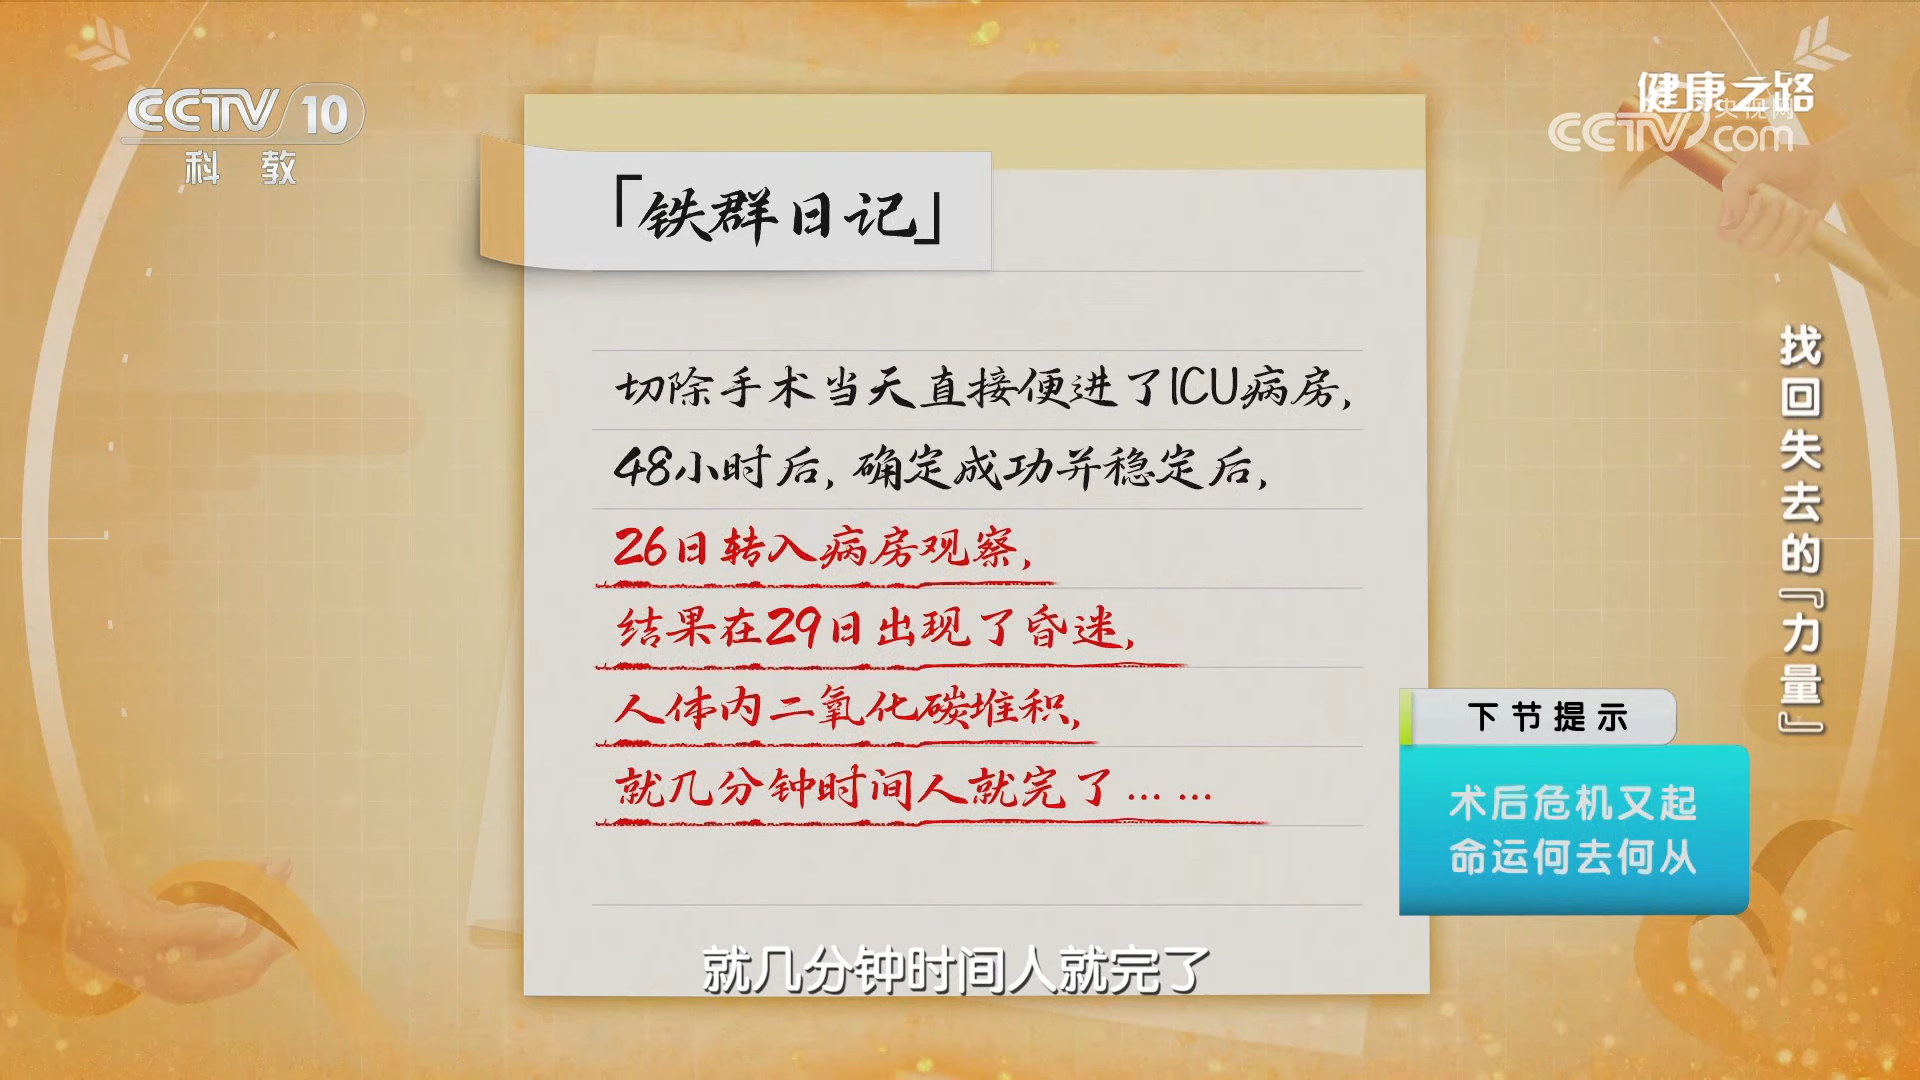 CCTV 10
科 教
健康之路
央视网
CCTV.com
「铁群日记」
切除手术当天直接便进了ICU病房,
48小时后, 确定成功并稳定后,
26日转入病房观察,
结果在29日出现了昏迷,
人体内二氧化碳堆积,
就几分钟时间人就完了... ...
找回失去的『力量』
下节提示
术后危机又起
命运何去何从
就几分钟时间人就完了